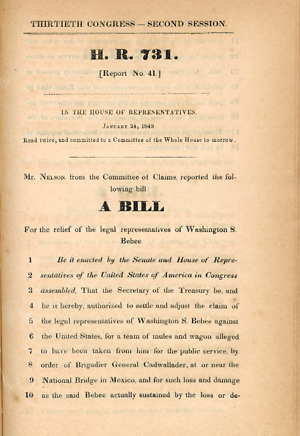 THIRTIETH CONGRESS—SECOND SESSION.
H. R. 731.
[Report No 41.]
IN THE HOUSE OF REPRESENTATIVES.
JANUARY 24, 1849.
Read twice, and committed to a Committee of the Whole House to-morrow.
Mr. NELSON, from the Committee of Claims, reported the fol-
lowing bill:
A BILL
For the relief of the legal representatives of Washington S.
Bebee
1 Be it enacted by the Senate and House of Repre-
2 sentatives of the United States of America in Congress
3 assembled, That the Secretary of the Treasury be, and
4 he is hereby, authorized to settle and adjust the claim of
5 the legal representatives of Washington S. Bebee against
6 the United States, for a team of mules and wagon alleged
7 to have been taken from him for the public service, by
8 order of Brigadier General Cadwallader, at or near the
9 National Bridge in Mexico, and for such loss and damage
10 as the said Bebee actually sustained by the loss or de-